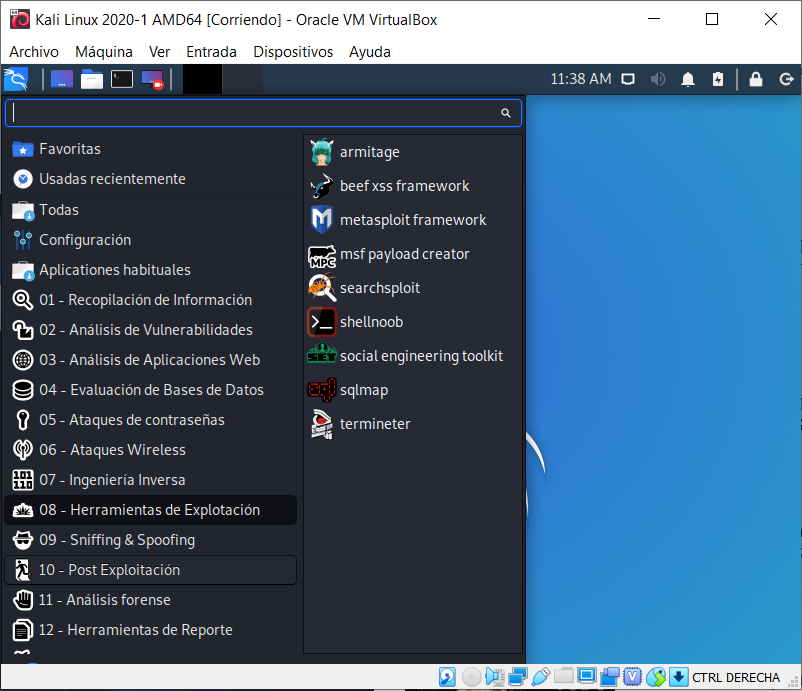 Kali Linux 2020-1 AMD64 [Corriendo] - Oracle VM VirtualBox
Archivo Máquina Ver Entrada Dispositivos Ayuda
11:38 AM
Favoritas
Usadas recientemente
Todas
Configuración
Aplicationes habituales
01 - Recopilación de Información
02 - Análisis de Vulnerabilidades
03 - Análisis de Aplicaciones Web
04 - Evaluación de Bases de Datos
05 - Ataques de contraseñas
06 - Ataques Wireless
07 - Ingeniería Inversa
08 - Herramientas de Explotación
09 - Sniffing & Spoofing
10 - Post Exploitación
11 - Análisis forense
12 - Herramientas de Reporte
armitage
beef xss framework
metasploit framework
MPC
msf payload creator
searchsploit
shellnoob
SET
social engineering toolkit
sql
sqlmap
termineter
CTRL DERECHA